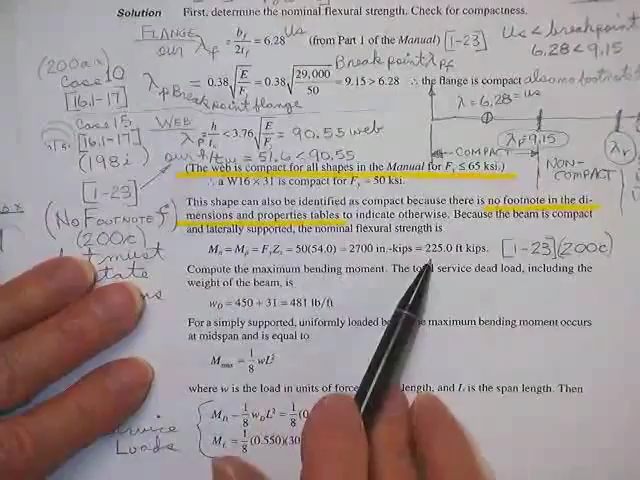 Solution First, determine the nominal flexural strength. Check for compactness.
FLANGE
our λf = bf/2tf = 6.28 us (from Part 1 of the Manual) [1-23]
us < breakpoint
6.28 < 9.15
(200a)
Case 10
[16.1-17]
Break point λpf
λp Breakpoint flange = 0.38 √E/Fy = 0.38 √29,000/50 = 9.15 > 6.28 ∴ the flange is compact also no footnote
λ = 6.28 = us
Case 15
[16.1-17]
(198i)
WEB
λp = h/tw < 3.76 √E/Fy = 90.55 web
our h/tw = 51.6 < 90.55
λp = 9.15
λr
COMPACT
NON-
COMPACT
(The web is compact for all shapes in the Manual for Fy ≤ 65 ksi.)
∴ a W16 × 31 is compact for Fy = 50 ksi.
[1-23]
(No Footnote f)
(200c)
must
state
This shape can also be identified as compact because there is no footnote in the di-
mensions and properties tables to indicate otherwise. Because the beam is compact
and laterally supported, the nominal flexural strength is
Mn = Mp = FyZx = 50(54.0) = 2700 in.-kips = 225.0 ft kips. [1-23](200c)
Compute the maximum bending moment. The total service dead load, including the
weight of the beam, is
wD = 450 + 31 = 481 lb/ft
For a simply supported, uniformly loaded maximum bending moment occurs
at midspan and is equal to
Mmax = 1/8 wL²
where w is the load in units of force length, and L is the span length. Then
Service
Loads
MD = 1/8 wD L² = 1/8 (0
ML = 1/8 (0.550)(30